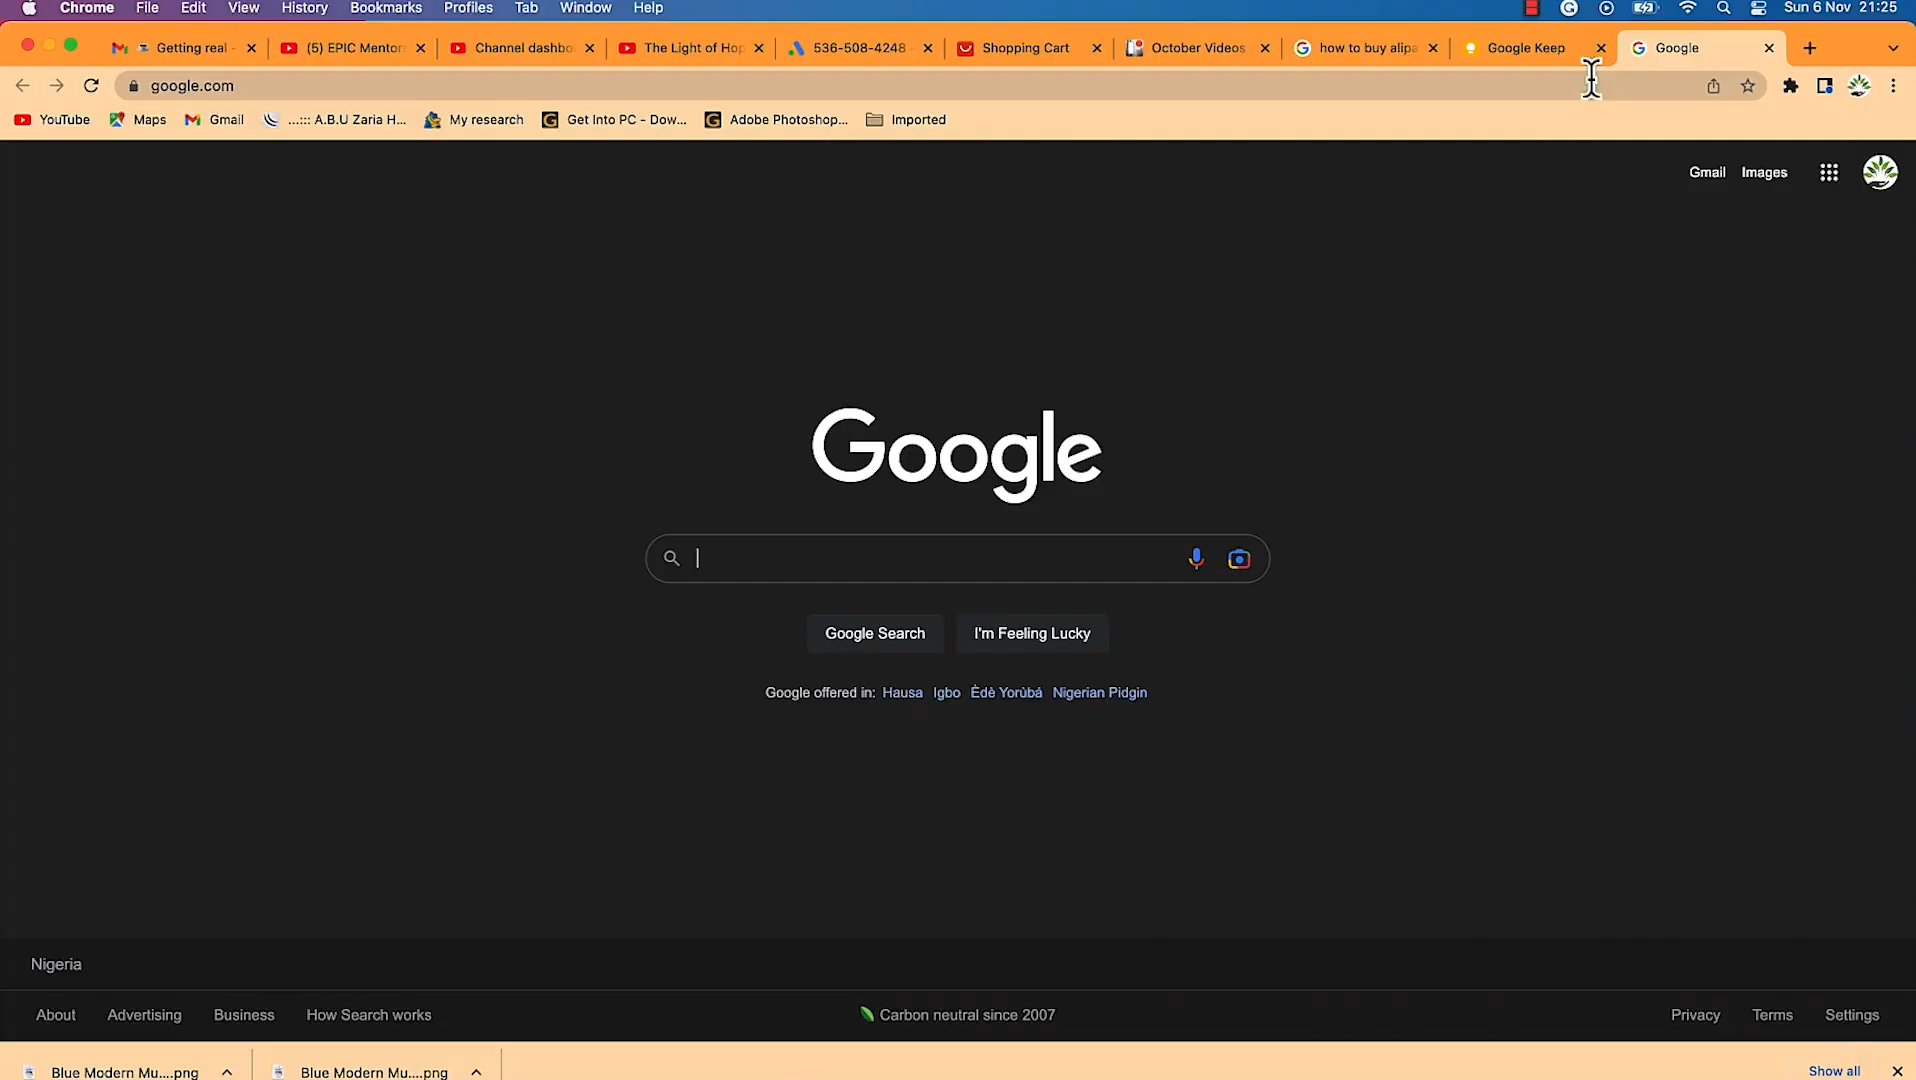 Chrome File Edit View History Bookmarks Profiles Tab Window Help Sun 6 Nov 21:25
Getting real - (5) EPIC Mentor Channel dashbo The Light of Hop 536-508-4248 - Shopping Cart October Videos how to buy alipa Google Keep Google
google.com
YouTube Maps Gmail ...::: A.B.U Zaria H... My research Get Into PC - Dow... Adobe Photoshop... Imported
Gmail Images
Google
Google Search I'm Feeling Lucky
Google offered in: Hausa Igbo Èdè Yorùbá Nigerian Pidgin
Nigeria
About Advertising Business How Search works Carbon neutral since 2007 Privacy Terms Settings
Blue Modern Mu....png Blue Modern Mu....png Show all